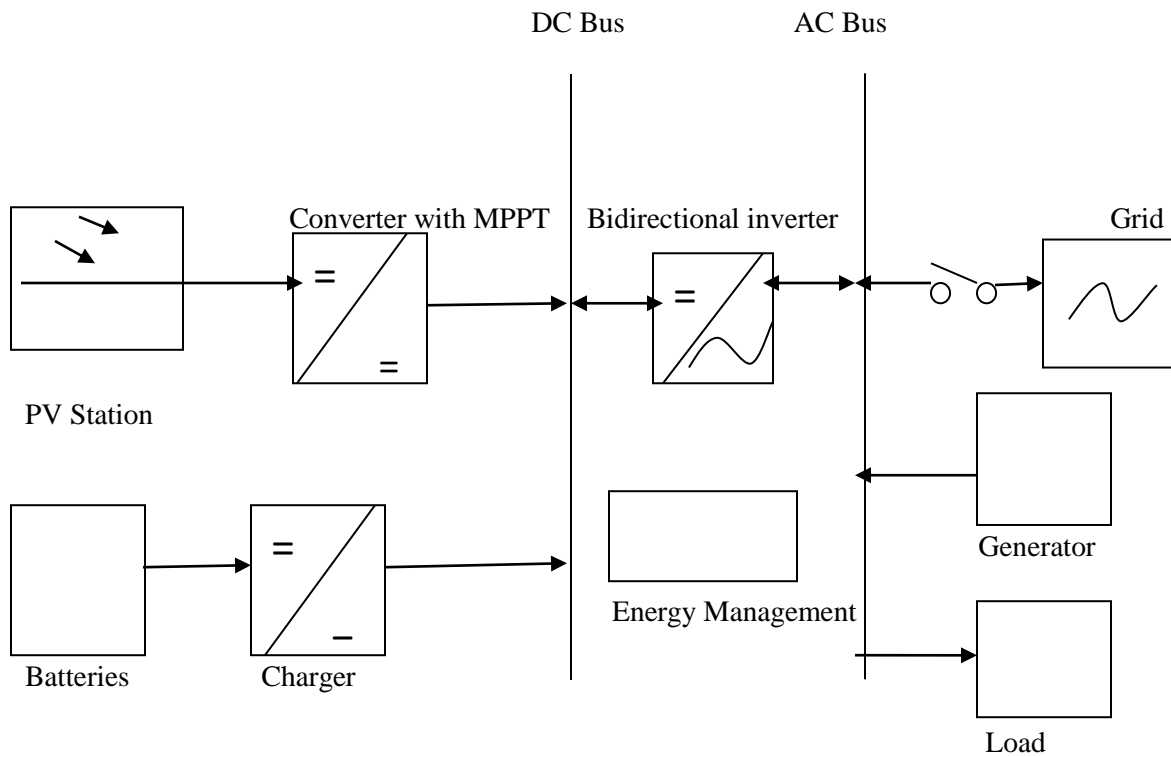 DC Bus
AC Bus
Converter with MPPT
Bidirectional inverter
Grid
PV Station
Generator
Energy Management
Batteries
Charger
Load